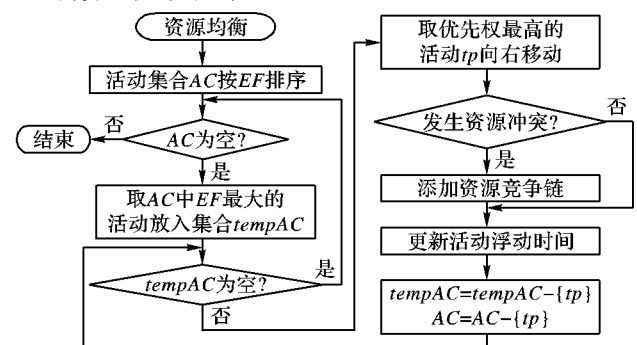 资源均衡
活动集合AC按EF排序
AC为空?
否
结束
是
取AC中EF最大的
活动放入集合tempAC
tempAC为空?
是
否
取优先权最高的
活动tp向右移动
发生资源冲突?
否
是
添加资源竞争链
更新活动浮动时间
tempAC=tempAC-{tp}
AC=AC-{tp}